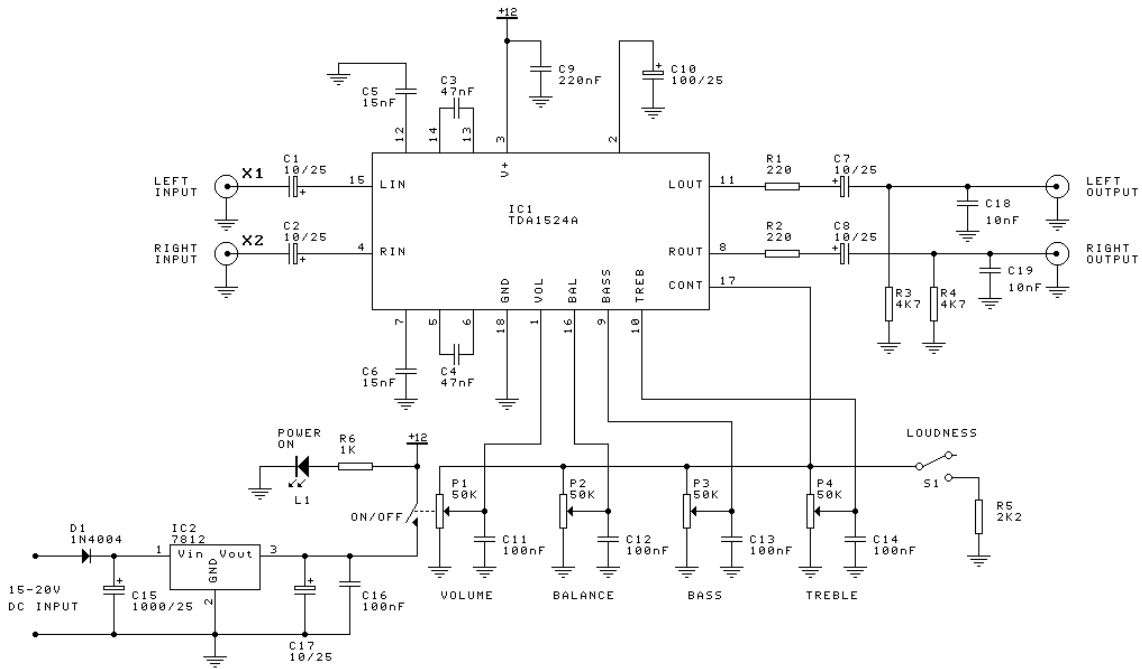 +12
C9
220nF
C10
100/25
+
C5
15nF
C3
47nF
12
14
13
3
2
LEFT
INPUT
X1
C1
10/25
+
15
LIN
V+
IC1
TDA1524A
LOUT
11
R1
220
C7
10/25
+
LEFT
OUTPUT
C18
10nF
RIGHT
INPUT
X2
C2
10/25
+
4
RIN
ROUT
8
R2
220
C8
10/25
+
RIGHT
OUTPUT
C19
10nF
CONT
17
GND
VOL
BAL
BASS
TREB
R3
4K7
R4
4K7
7
5
6
18
1
16
9
10
C6
15nF
C4
47nF
POWER
ON
R6
1K
+12
L1
ON/OFF
P1
50K
P2
50K
P3
50K
P4
50K
LOUDNESS
S1
R5
2K2
C11
100nF
C12
100nF
C13
100nF
C14
100nF
VOLUME
BALANCE
BASS
TREBLE
D1
1N4004
IC2
7812
1
Vin Vout
GND
3
2
15-20V
DC INPUT
+
C15
1000/25
+
C17
10/25
C16
100nF